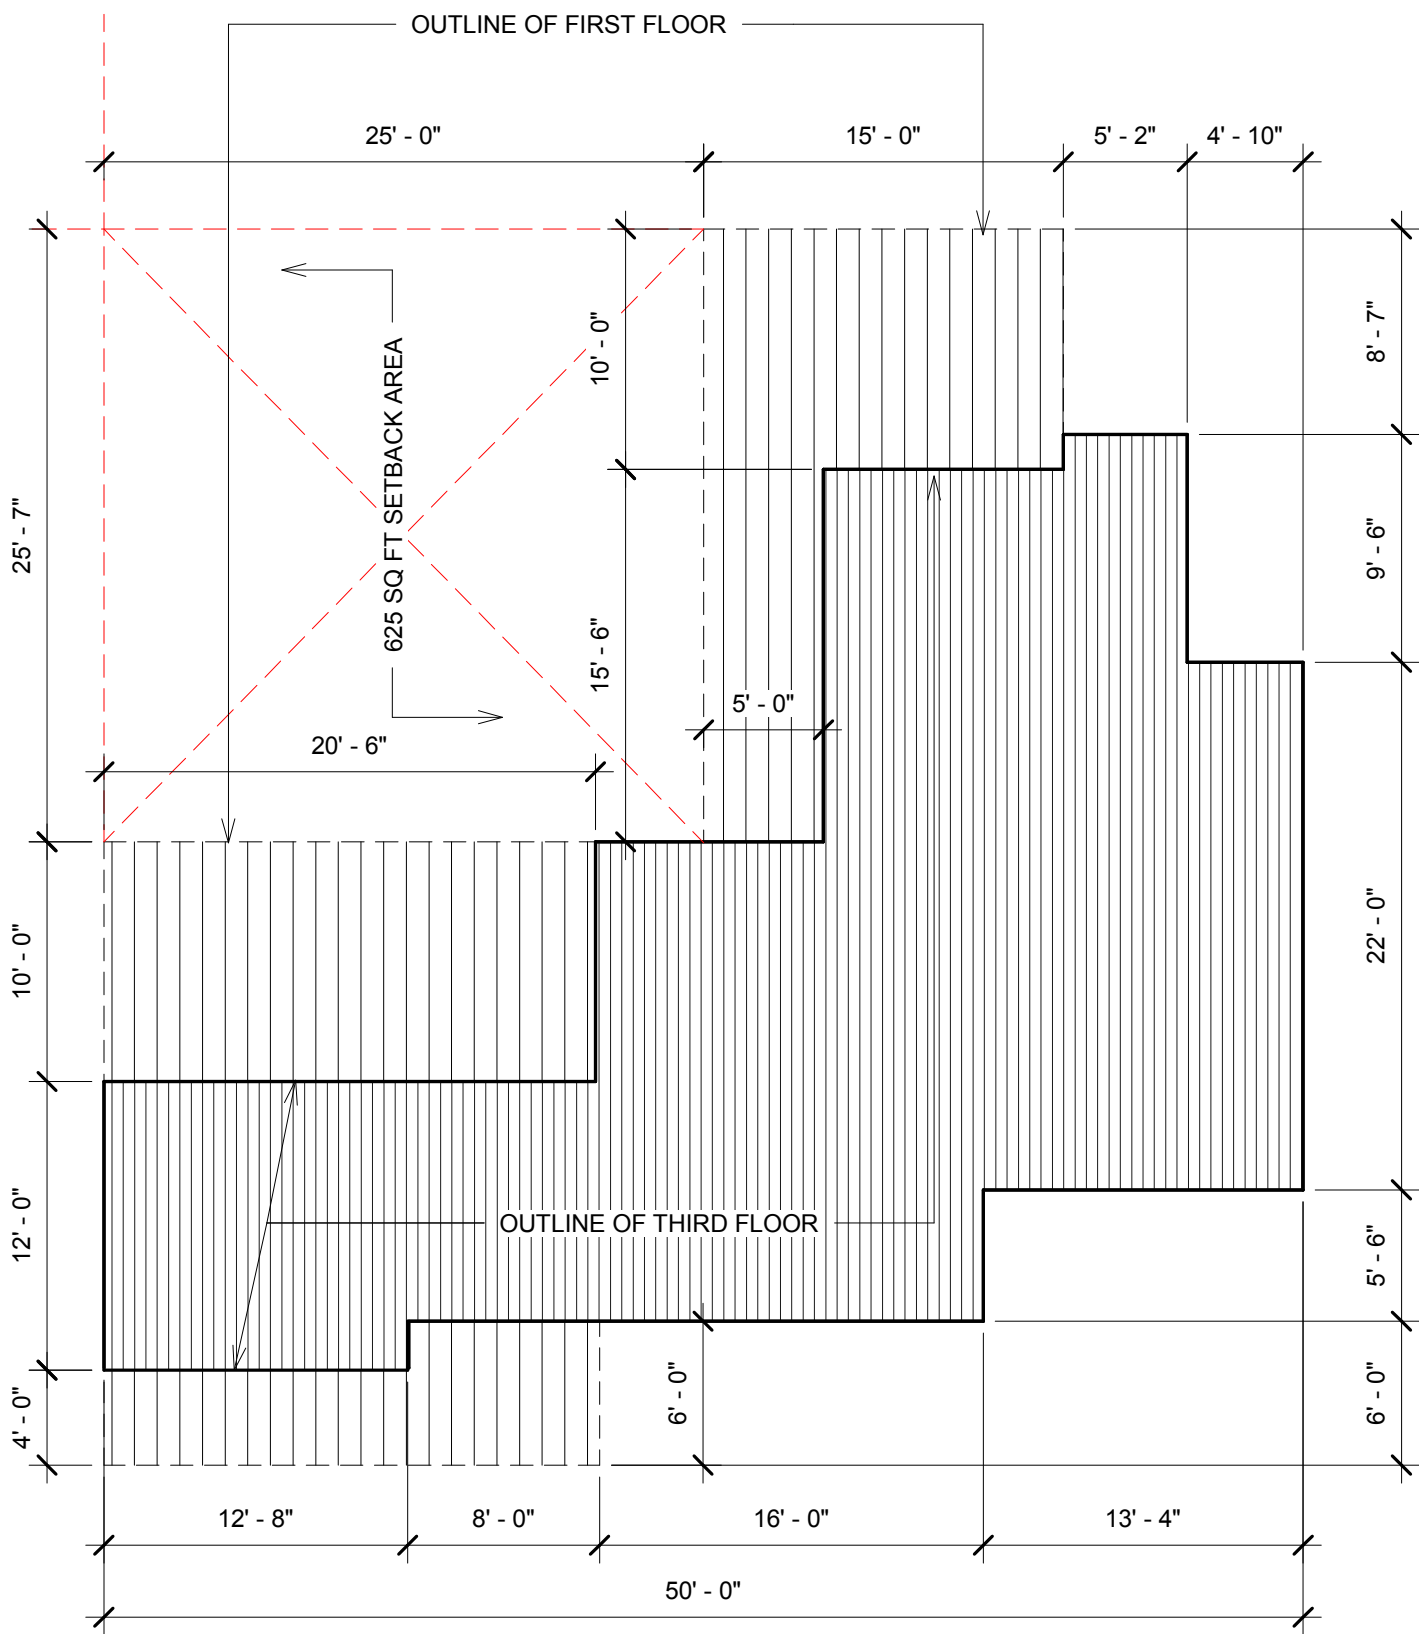 OUTLINE OF FIRST FLOOR
25' - 0"
15' - 0"
5' - 2"
4' - 10"
10' - 0"
8' - 7"
625 SQ FT SETBACK AREA
25' - 7"
9' - 6"
15' - 6"
5' - 0"
20' - 6"
10' - 0"
22' - 0"
12' - 0"
OUTLINE OF THIRD FLOOR
5' - 6"
4' - 0"
6' - 0"
6' - 0"
12' - 8"
8' - 0"
16' - 0"
13' - 4"
50' - 0"